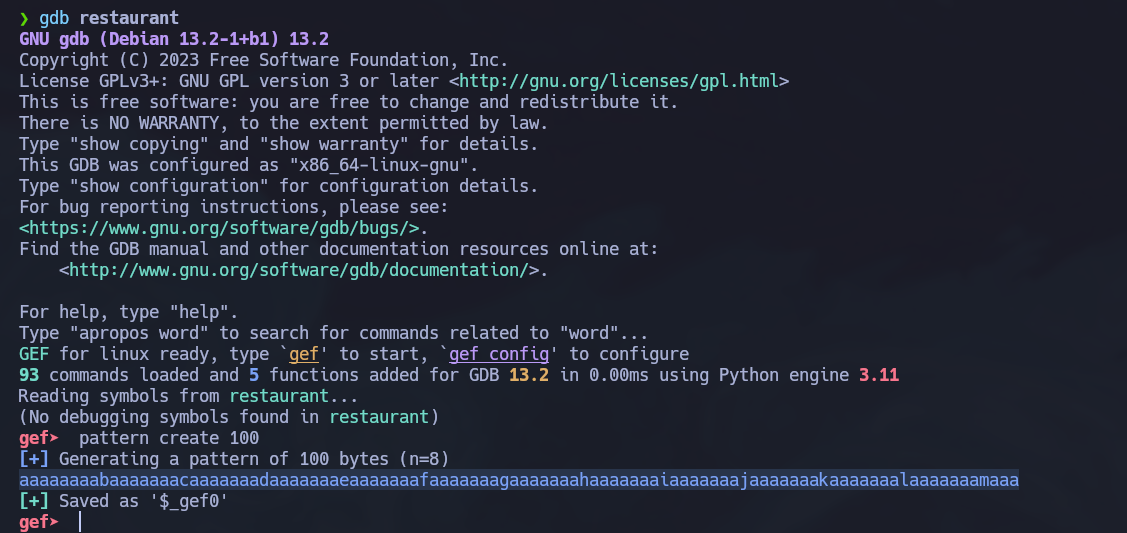 ❯ gdb restaurant
GNU gdb (Debian 13.2-1+b1) 13.2
Copyright (C) 2023 Free Software Foundation, Inc.
License GPLv3+: GNU GPL version 3 or later <http://gnu.org/licenses/gpl.html>
This is free software: you are free to change and redistribute it.
There is NO WARRANTY, to the extent permitted by law.
Type "show copying" and "show warranty" for details.
This GDB was configured as "x86_64-linux-gnu".
Type "show configuration" for configuration details.
For bug reporting instructions, please see:
<https://www.gnu.org/software/gdb/bugs/>.
Find the GDB manual and other documentation resources online at:
    <http://www.gnu.org/software/gdb/documentation/>.

For help, type "help".
Type "apropos word" to search for commands related to "word"...
GEF for linux ready, type `gef' to start, `gef config' to configure
93 commands loaded and 5 functions added for GDB 13.2 in 0.00ms using Python engine 3.11
Reading symbols from restaurant...
(No debugging symbols found in restaurant)
gef➤  pattern create 100
[+] Generating a pattern of 100 bytes (n=8)
aaaaaaaabaaaaaaacaaaaaaadaaaaaaaeaaaaaaafaaaaaaagaaaaaaahaaaaaaaiaaaaaaajaaaaaaakaaaaaaalaaaaaaamaaa
[+] Saved as '$_gef0'
gef➤